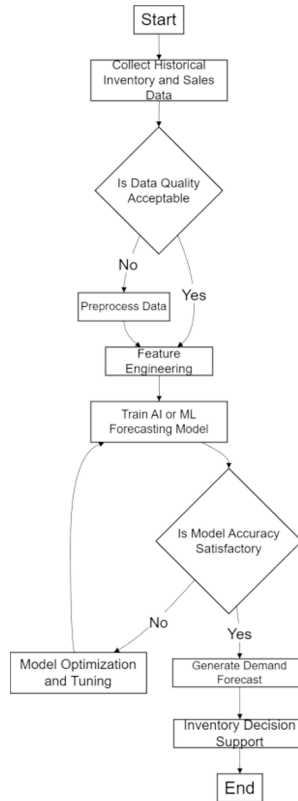 Start
Collect Historical
Inventory and Sales
Data
Is Data Quality
Acceptable
No
Yes
Preprocess Data
Feature
Engineering
Train AI or ML
Forecasting Model
Is Model Accuracy
Satisfactory
No
Yes
Model Optimization
and Tuning
Generate Demand
Forecast
Inventory Decision
Support
End